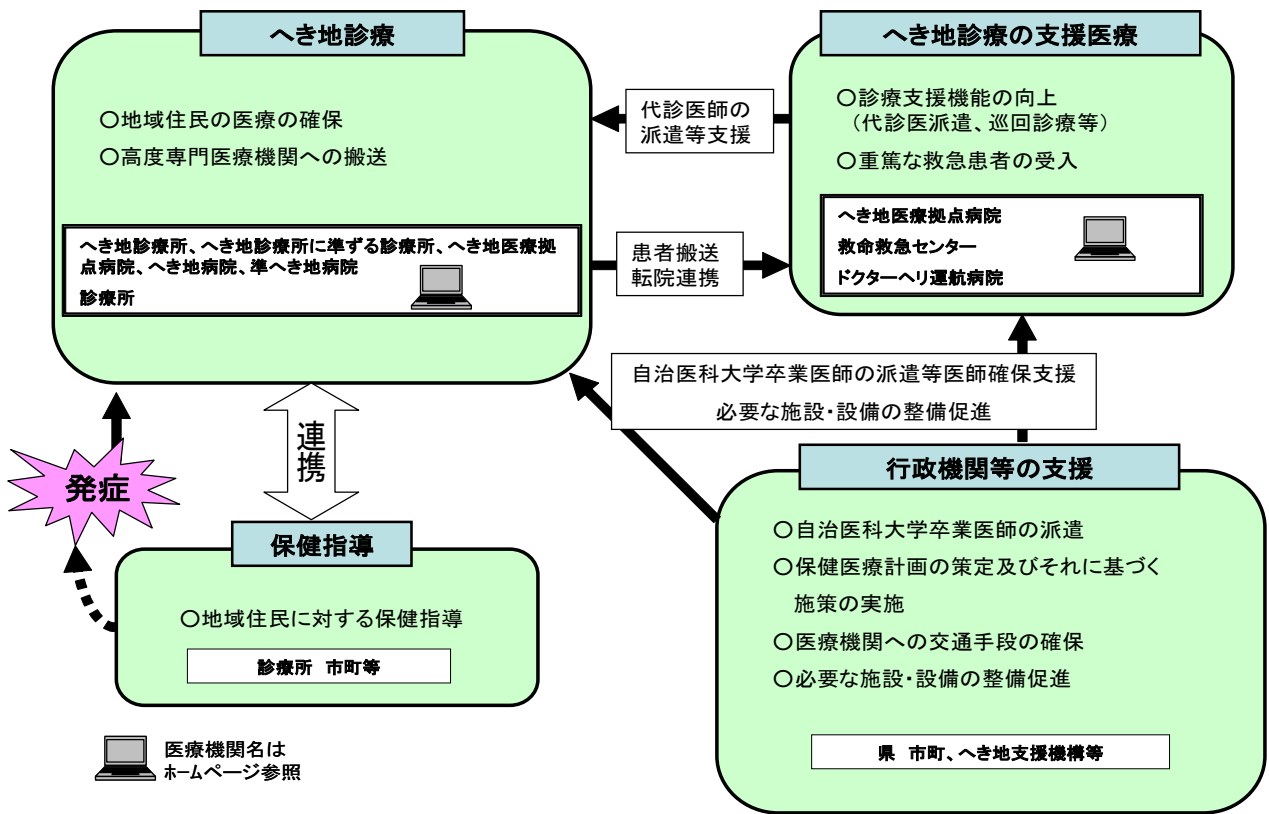 へき地診療
○地域住民の医療の確保
○高度専門医療機関への搬送
へき地診療所、へき地診療所に準ずる診療所、へき地医療拠
点病院、へき地病院、準へき地病院
診療所
代診医師の
派遣等支援
患者搬送
転院連携
へき地診療の支援医療
○診療支援機能の向上
（代診医派遣、巡回診療等）
○重篤な救急患者の受入
へき地医療拠点病院
救命救急センター
ドクターヘリ運航病院
自治医科大学卒業医師の派遣等医師確保支援
必要な施設・設備の整備促進
連携
発症
保健指導
○地域住民に対する保健指導
診療所 市町等
行政機関等の支援
○自治医科大学卒業医師の派遣
○保健医療計画の策定及びそれに基づく
施策の実施
○医療機関への交通手段の確保
○必要な施設・設備の整備促進
県 市町、へき地支援機構等
医療機関名は
ホームページ参照